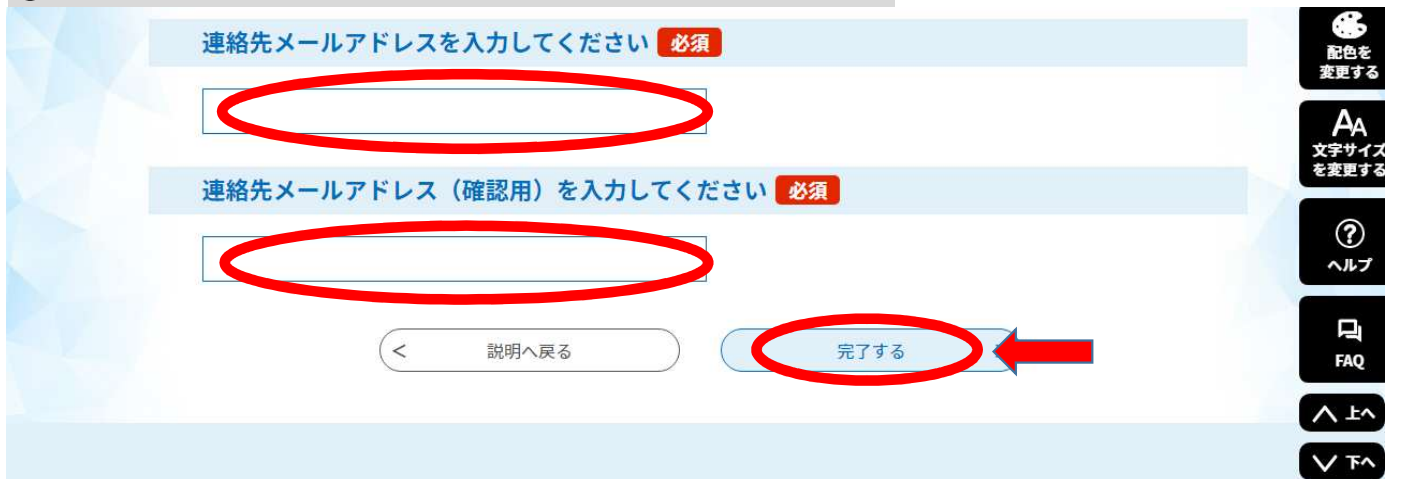 連絡先メールアドレスを入力してください 必須
連絡先メールアドレス（確認用）を入力してください 必須
< 説明へ戻る
完了する
配色を
変更する
AA
文字サイズ
を変更する
?
ヘルプ
FAQ
上へ
下へ